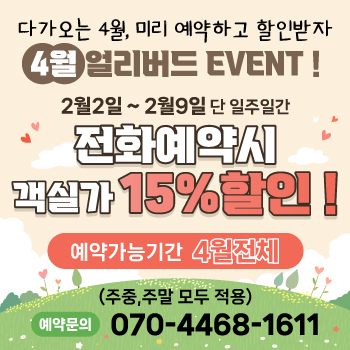 다가오는 4월, 미리 예약하고 할인받자
4월 얼리버드 EVENT !
2월2일 ~ 2월9일 단 일주일간
전화예약시
객실가 15%할인 !
예약가능기간 4월전체
(주중,주말 모두 적용)
예약문의 070-4468-1611